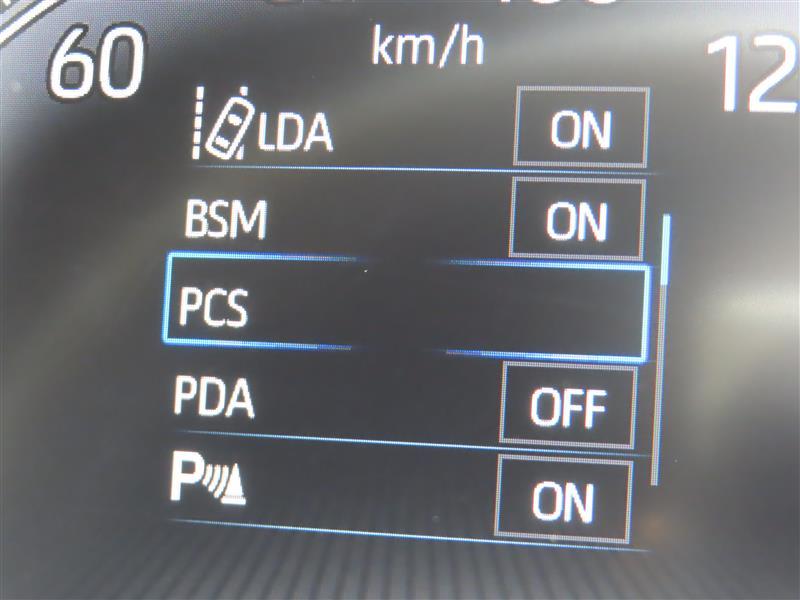 60
km/h
12
LDA ON
BSM ON
PCS
PDA OFF
P ON